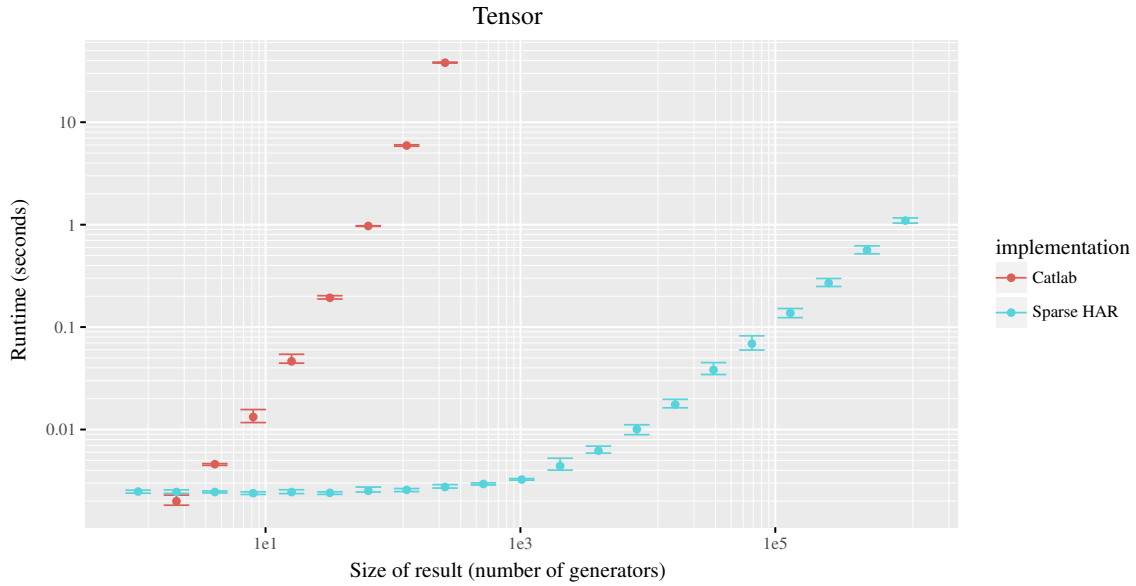 Tensor
10
1
0.1
0.01
Runtime (seconds)
1e1
1e3
1e5
Size of result (number of generators)
implementation
Catlab
Sparse HAR